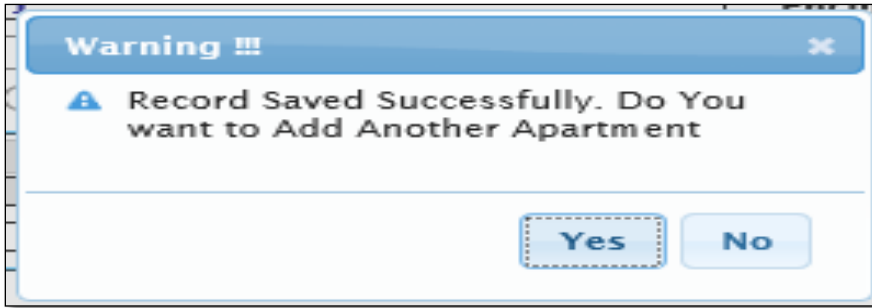 Warning !!!
Record Saved Successfully. Do You
want to Add Another Apartment
Yes No